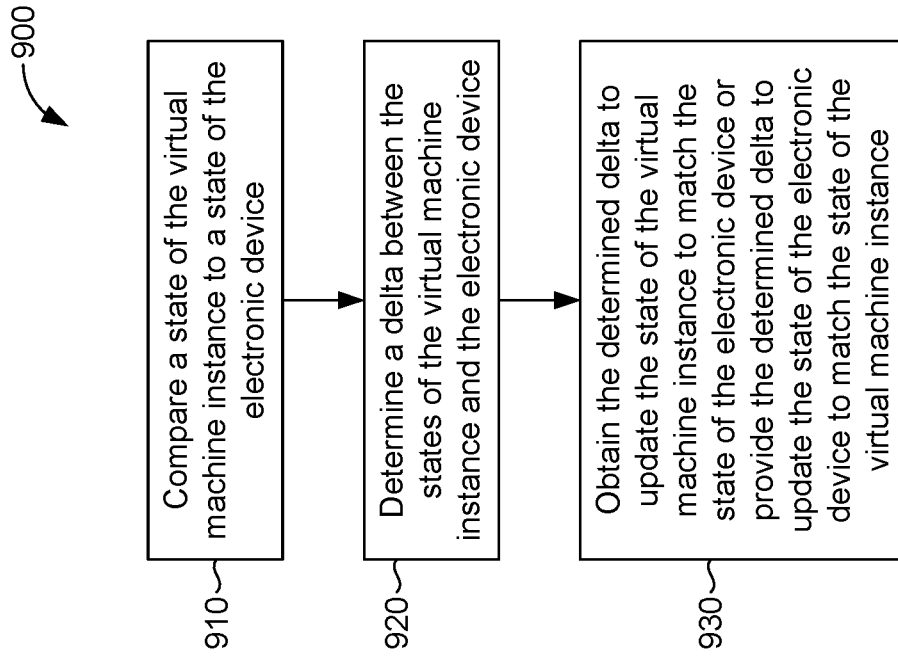 900
910
Compare a state of the virtual
machine instance to a state of the
electronic device
920
Determine a delta between the
states of the virtual machine
instance and the electronic device
930
Obtain the determined delta to
update the state of the virtual
machine instance to match the
state of the electronic device or
provide the determined delta to
update the state of the electronic
device to match the state of the
virtual machine instance